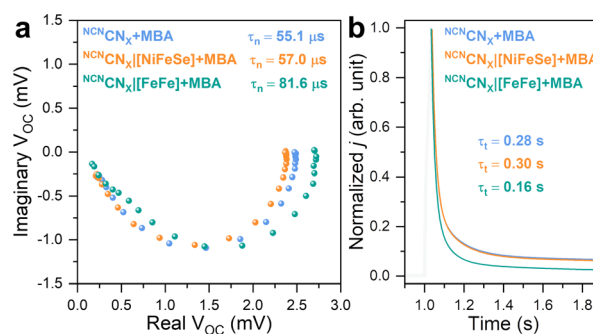 a
NCNCNX+MBA τn = 55.1 μs
NCNCNX|[NiFeSe]+MBA τn = 57.0 μs
NCNCNX|[FeFe]+MBA τn = 81.6 μs
Imaginary VOC (mV)
1.5
1.0
0.5
0.0
-0.5
-1.0
-1.5
0.0 0.5 1.0 1.5 2.0 2.5 3.0
Real VOC (mV)
b
NCNCNX+MBA
NCNCNX|[NiFeSe]+MBA
NCNCNX|[FeFe]+MBA
τt = 0.28 s
τt = 0.30 s
τt = 0.16 s
Normalized j (arb. unit)
1.0
0.8
0.6
0.4
0.2
0.0
1.0 1.2 1.4 1.6 1.8
Time (s)